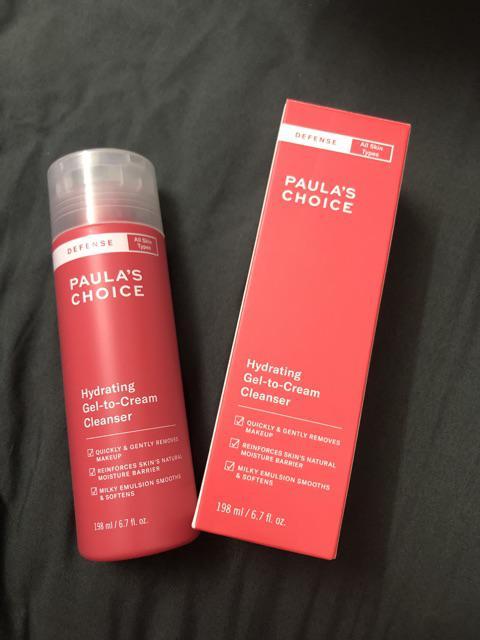 DEFENSE
All Skin
Types
PAULA'S
CHOICE
Hydrating
Gel-to-Cream
Cleanser
QUICKLY & GENTLY REMOVES
MAKEUP
REINFORCES SKIN'S NATURAL
MOISTURE BARRIER
MILKY EMULSION SMOOTHS
& SOFTENS
198 ml / 6.7 fl. oz.
DEFENSE
All Skin
Types
PAULA'S
CHOICE
Hydrating
Gel-to-Cream
Cleanser
QUICKLY & GENTLY REMOVES
MAKEUP
REINFORCES SKIN'S NATURAL
MOISTURE BARRIER
MILKY EMULSION SMOOTHS
& SOFTENS
198 ml / 6.7 fl. oz.